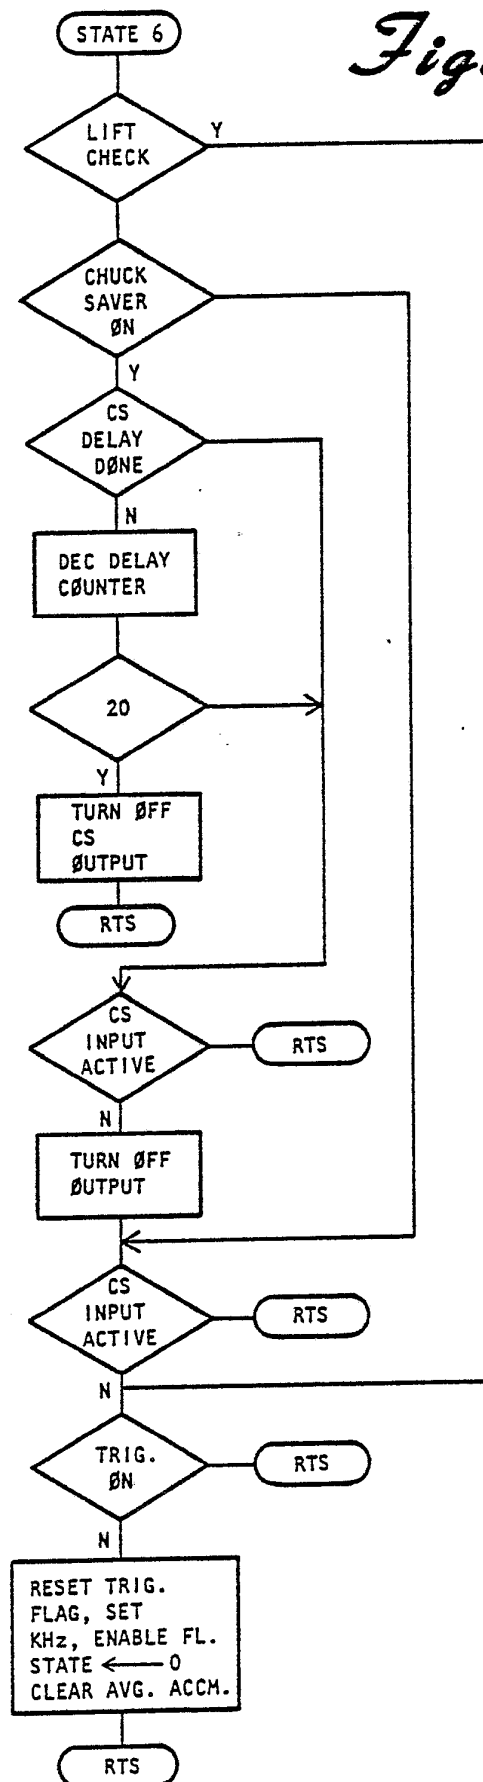 STATE 6
Fig.
LIFT
CHECK
Y
CHUCK
SAVER
ØN
Y
CS
DELAY
DØNE
N
DEC DELAY
CØUNTER
20
Y
TURN ØFF
CS
ØUTPUT
RTS
CS
INPUT
ACTIVE
RTS
N
TURN ØFF
ØUTPUT
CS
INPUT
ACTIVE
RTS
N
TRIG.
ØN
RTS
N
RESET TRIG.
FLAG, SET
KHz, ENABLE FL.
STATE ← 0
CLEAR AVG. ACCM.
RTS